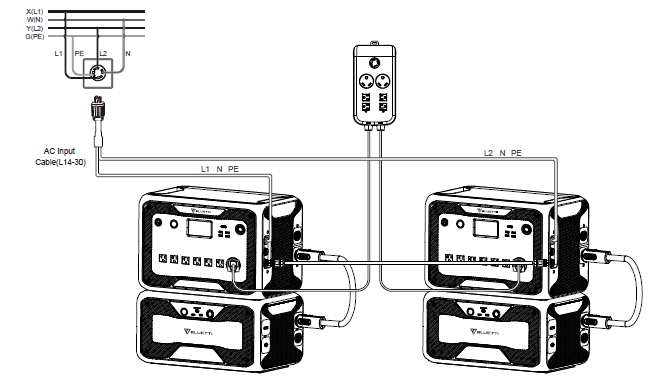 X(L1)
W(N)
Y(L2)
G(PE)
L1 PE L2 N
AC Input
Cable(L14-30)
L1 N PE
L2 N PE
BLUETTI
BLUETTI
BLUETTI
BLUETTI